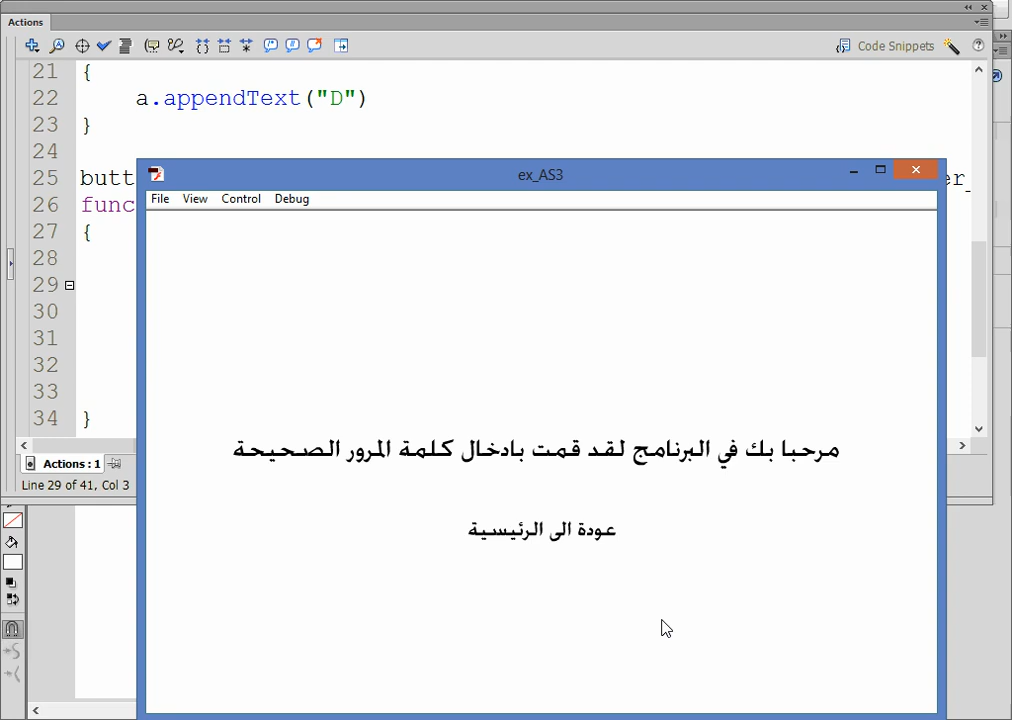 Actions
Code Snippets
21 {
22 a.appendText("D")
23 }
24
25 butt er_
26 func
27 {
28
29
30
31
32
33
34 }
ex_AS3
File View Control Debug
مرحبا بك في البرنامج لقد قمت بادخال كلمة المرور الصحيحة
عودة الى الرئيسية
Actions : 1
Line 29 of 41, Col 3